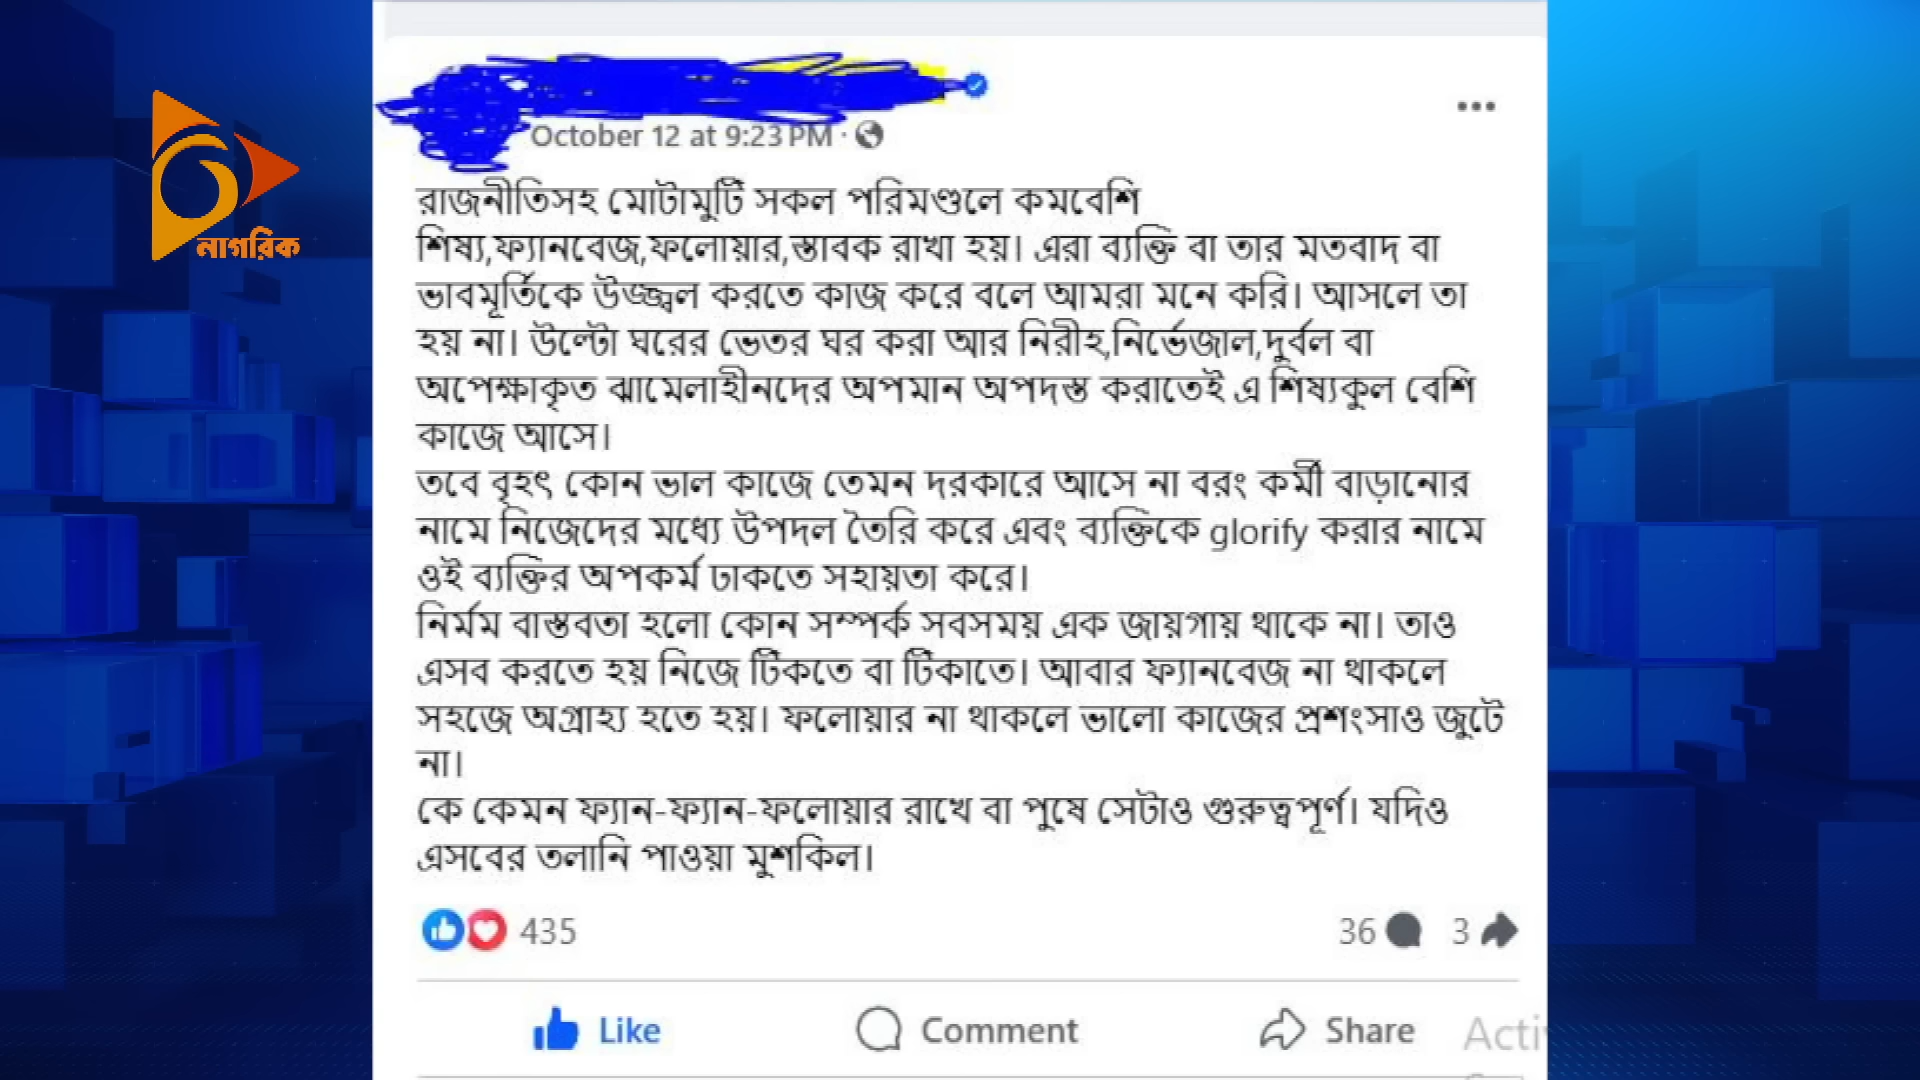 নাগরিক
October 12 at 9:23 PM ·
রাজনীতিসহ মোটামুটি সকল পরিমণ্ডলে কমবেশি
শিষ্য,ফ্যানবেজ,ফলোয়ার,স্তাবক রাখা হয়। এরা ব্যক্তি বা তার মতবাদ বা
ভাবমূর্তিকে উজ্জ্বল করতে কাজ করে বলে আমরা মনে করি। আসলে তা
হয় না। উল্টো ঘরের ভেতর ঘর করা আর নিরীহ,নির্ভেজাল,দুর্বল বা
অপেক্ষাকৃত ঝামেলাহীনদের অপমান অপদস্ত করাতেই এ শিষ্যকুল বেশি
কাজে আসে।
তবে বৃহৎ কোন ভাল কাজে তেমন দরকারে আসে না বরং কর্মী বাড়ানোর
নামে নিজেদের মধ্যে উপদল তৈরি করে এবং ব্যক্তিকে glorify করার নামে
ওই ব্যক্তির অপকর্ম ঢাকতে সহায়তা করে।
নির্মম বাস্তবতা হলো কোন সম্পর্ক সবসময় এক জায়গায় থাকে না। তাও
এসব করতে হয় নিজে টিকতে বা টিকাতে। আবার ফ্যানবেজ না থাকলে
সহজে অগ্রাহ্য হতে হয়। ফলোয়ার না থাকলে ভালো কাজের প্রশংসাও জুটে
না।
কে কেমন ফ্যান-ফ্যান-ফলোয়ার রাখে বা পুষে সেটাও গুরুত্বপূর্ণ। যদিও
এসবের তলানি পাওয়া মুশকিল।
435 36 3
Like Comment Share Acti